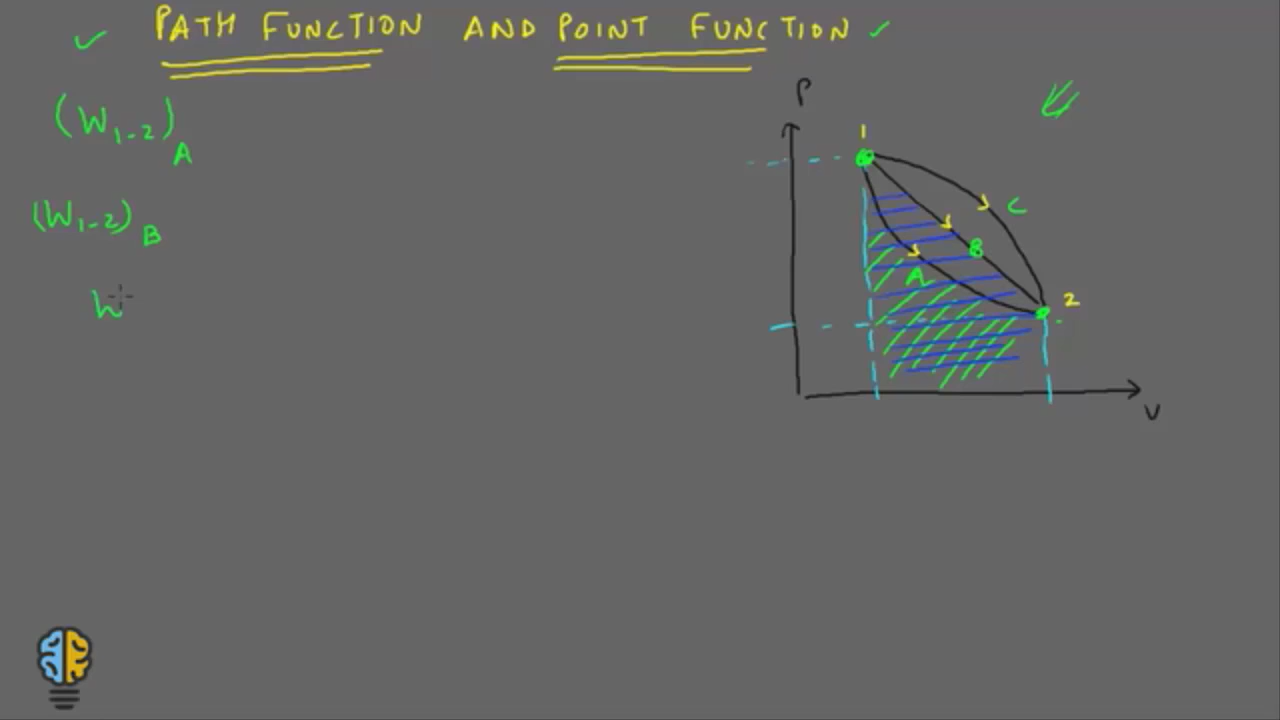 PATH FUNCTION AND POINT FUNCTION
(W1-2)A
(W1-2)B
W
P
1
C
B
A
2
V